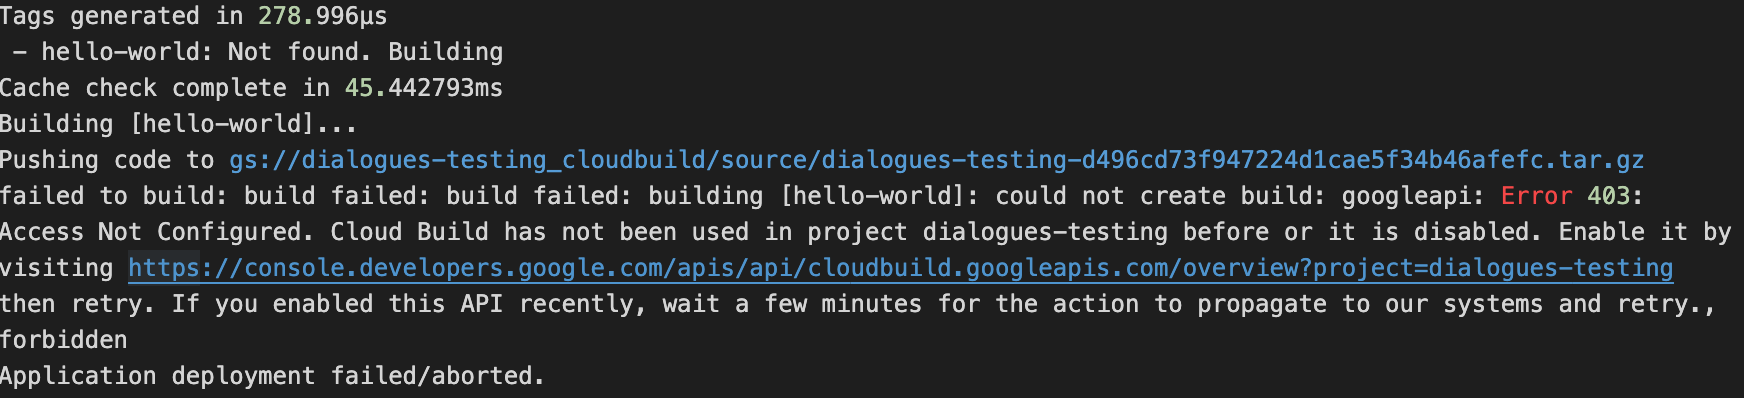 Tags generated in 278.996µs
 - hello-world: Not found. Building
Cache check complete in 45.442793ms
Building [hello-world]...
Pushing code to gs://dialogues-testing_cloudbuild/source/dialogues-testing-d496cd73f947224d1cae5f34b46afefc.tar.gz
failed to build: build failed: build failed: building [hello-world]: could not create build: googleapi: Error 403:
Access Not Configured. Cloud Build has not been used in project dialogues-testing before or it is disabled. Enable it by
visiting https://console.developers.google.com/apis/api/cloudbuild.googleapis.com/overview?project=dialogues-testing
then retry. If you enabled this API recently, wait a few minutes for the action to propagate to our systems and retry.,
forbidden
Application deployment failed/aborted.